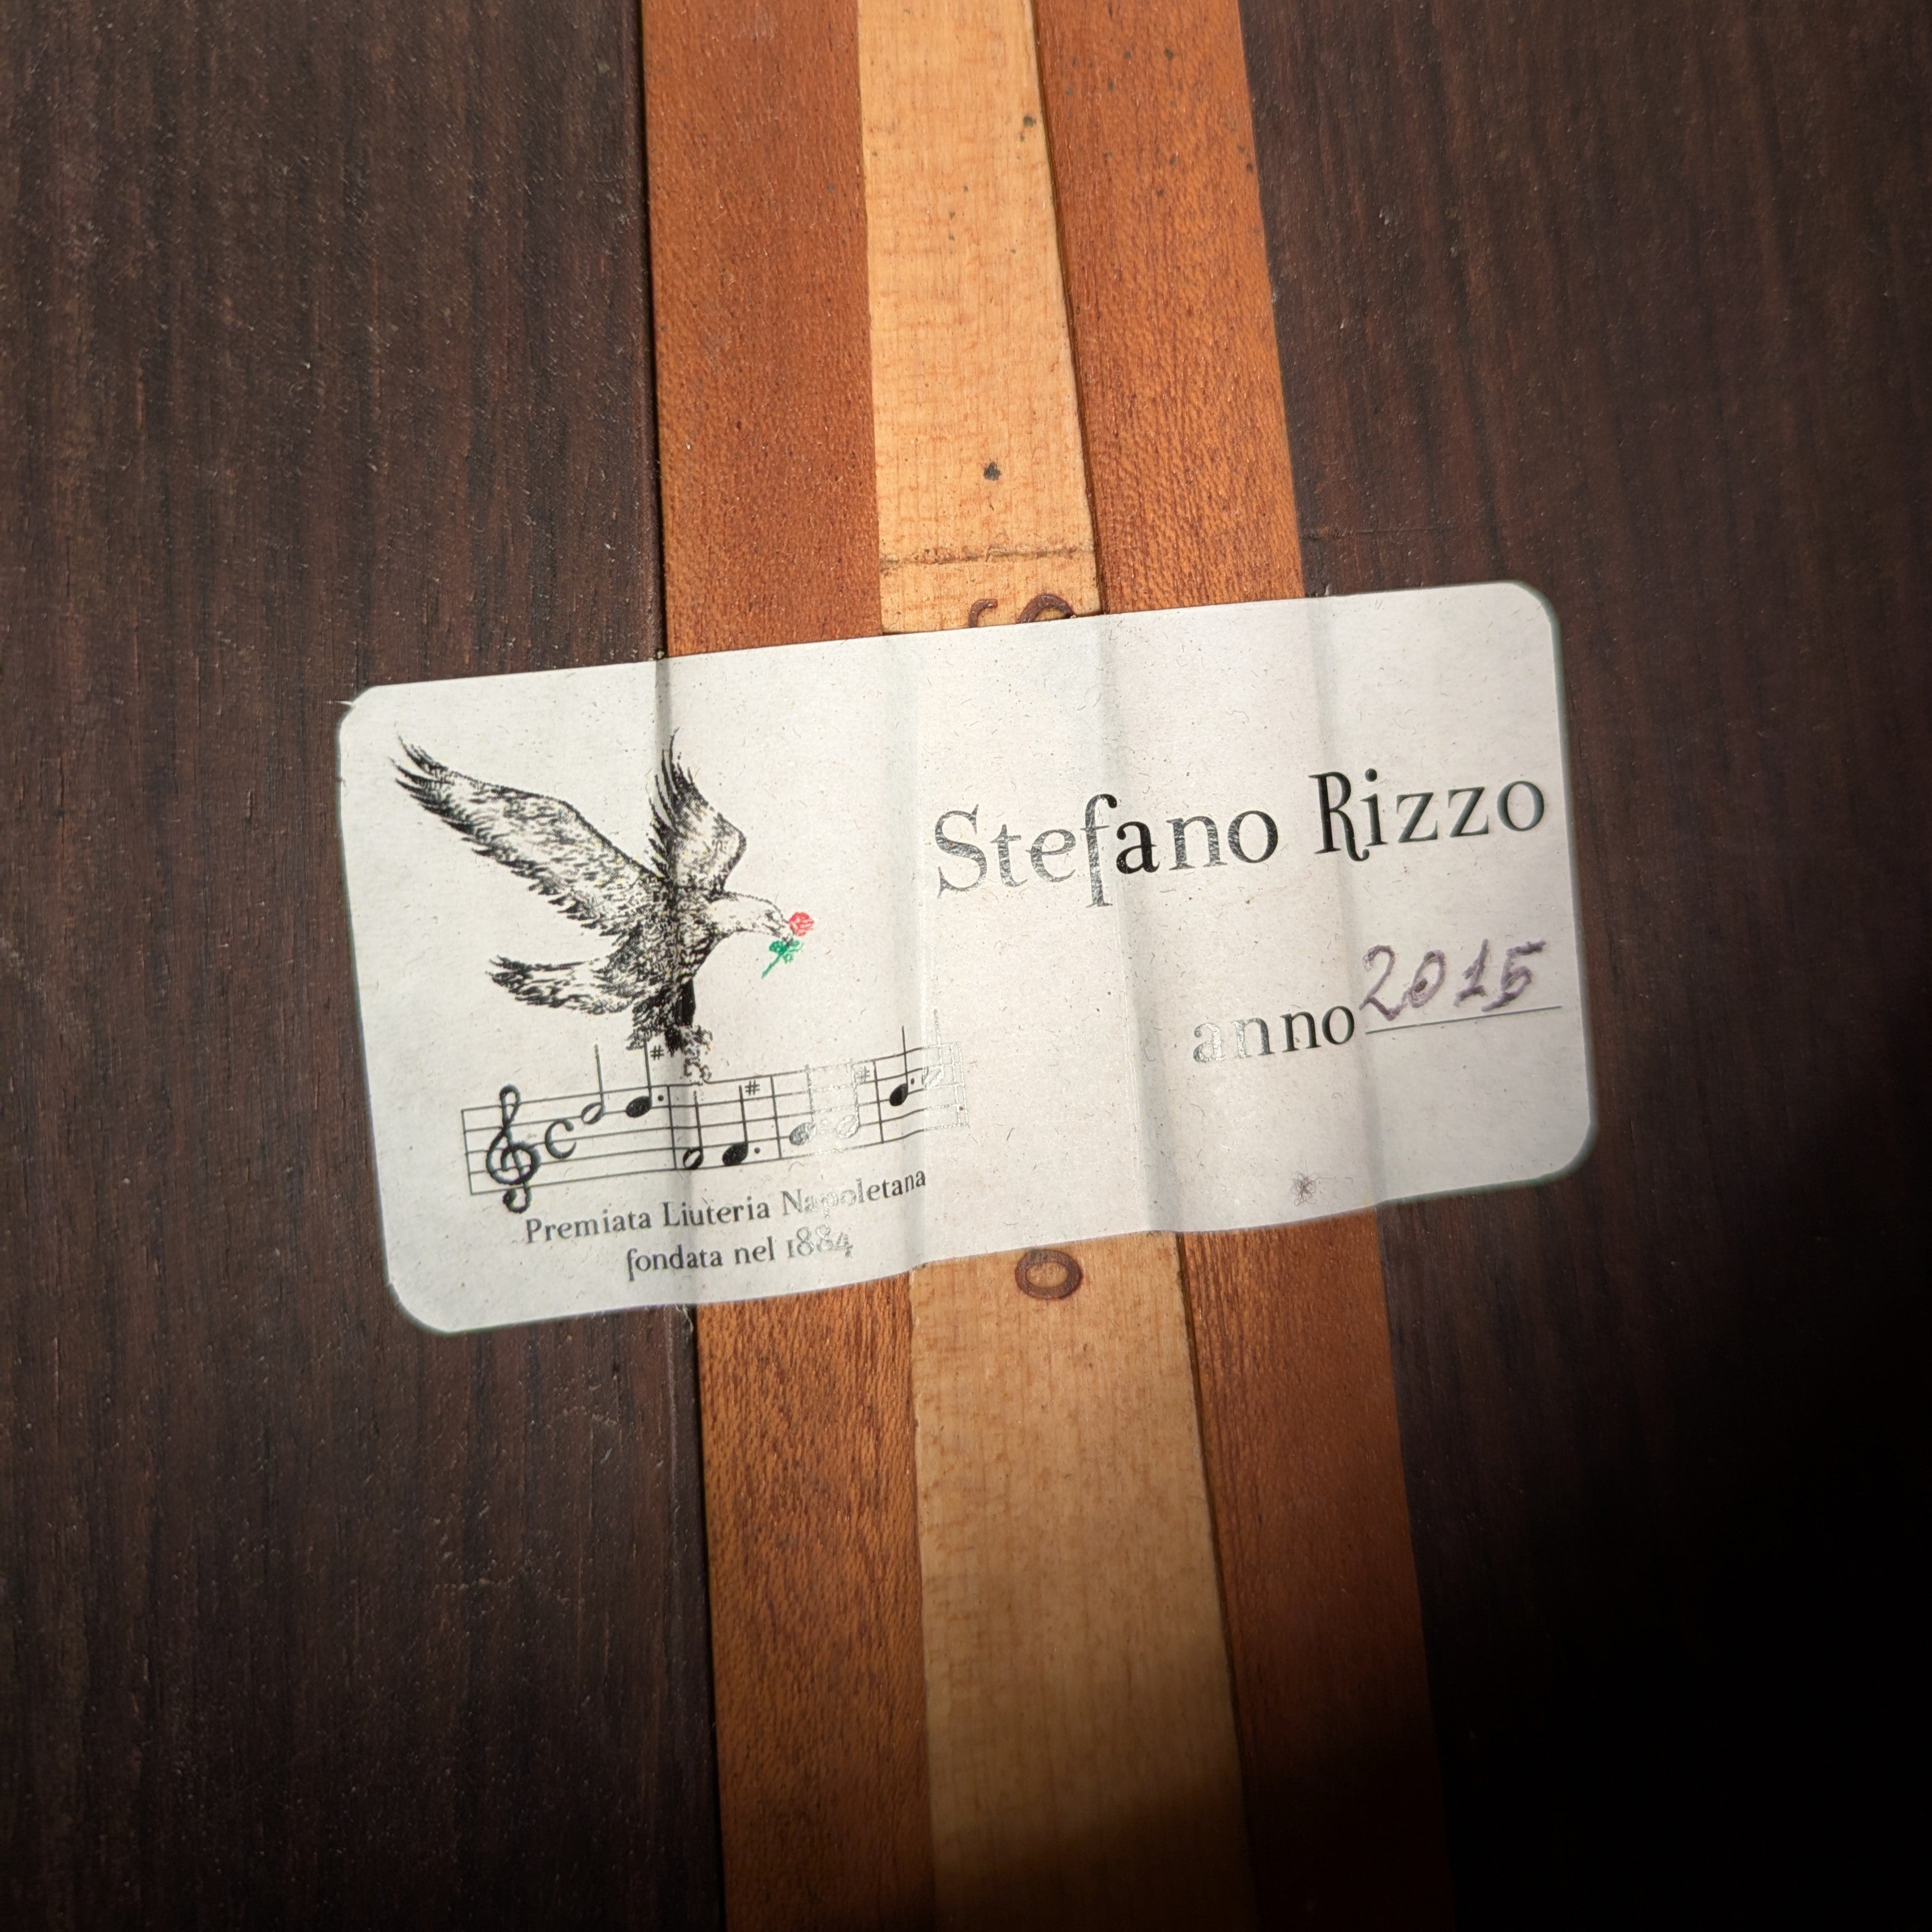 Stefano Rizzo
anno 2015
Premiata Liuteria Napoletana
fondata nel 1884